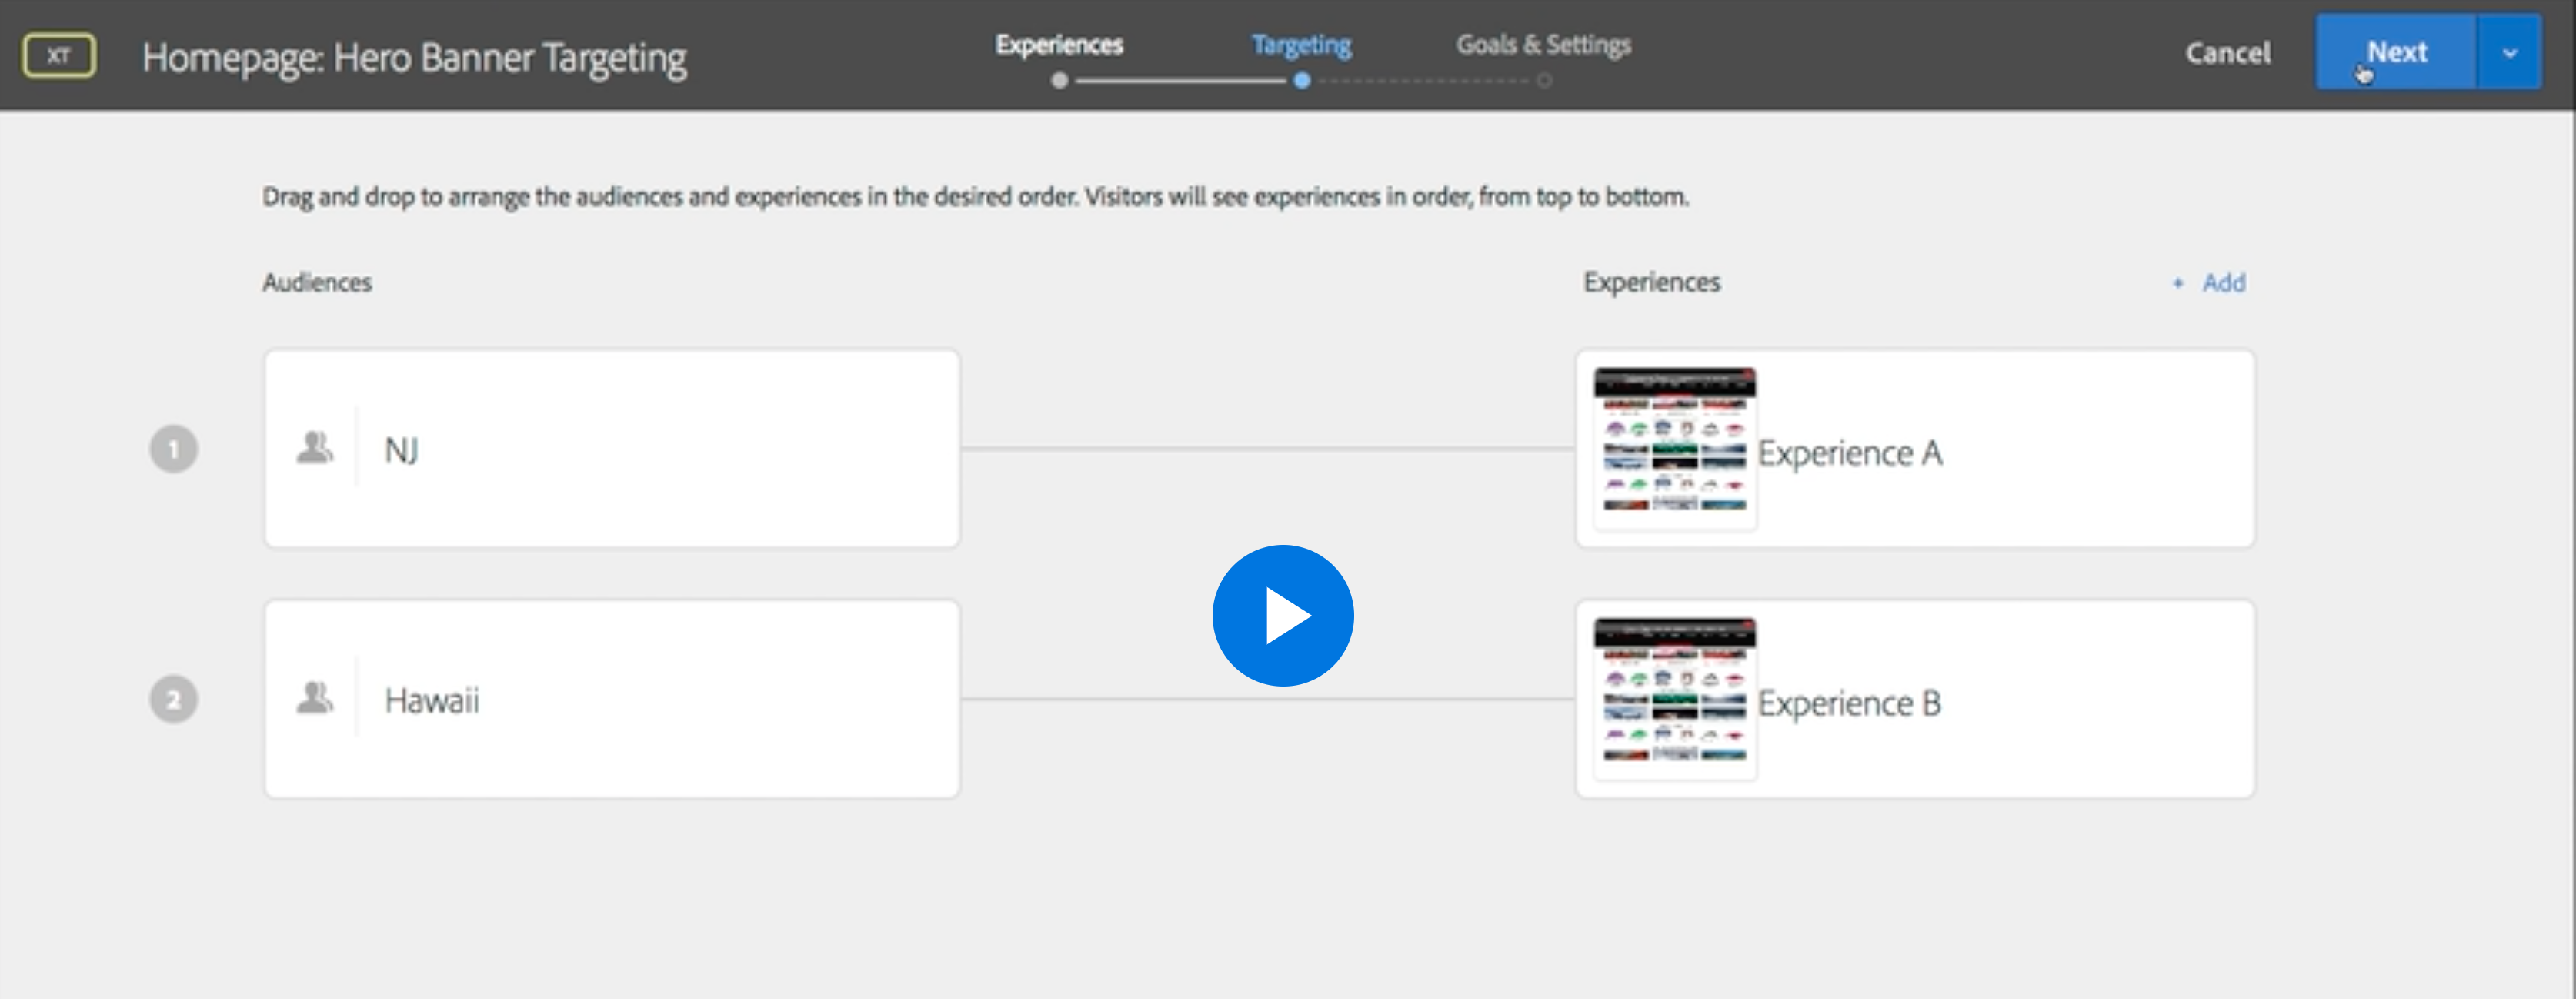 XT
Homepage: Hero Banner Targeting
Experiences
Targeting
Goals & Settings
Cancel
Next
Drag and drop to arrange the audiences and experiences in the desired order. Visitors will see experiences in order, from top to bottom.
Audiences
Experiences
+ Add
1
NJ
Experience A
2
Hawaii
Experience B